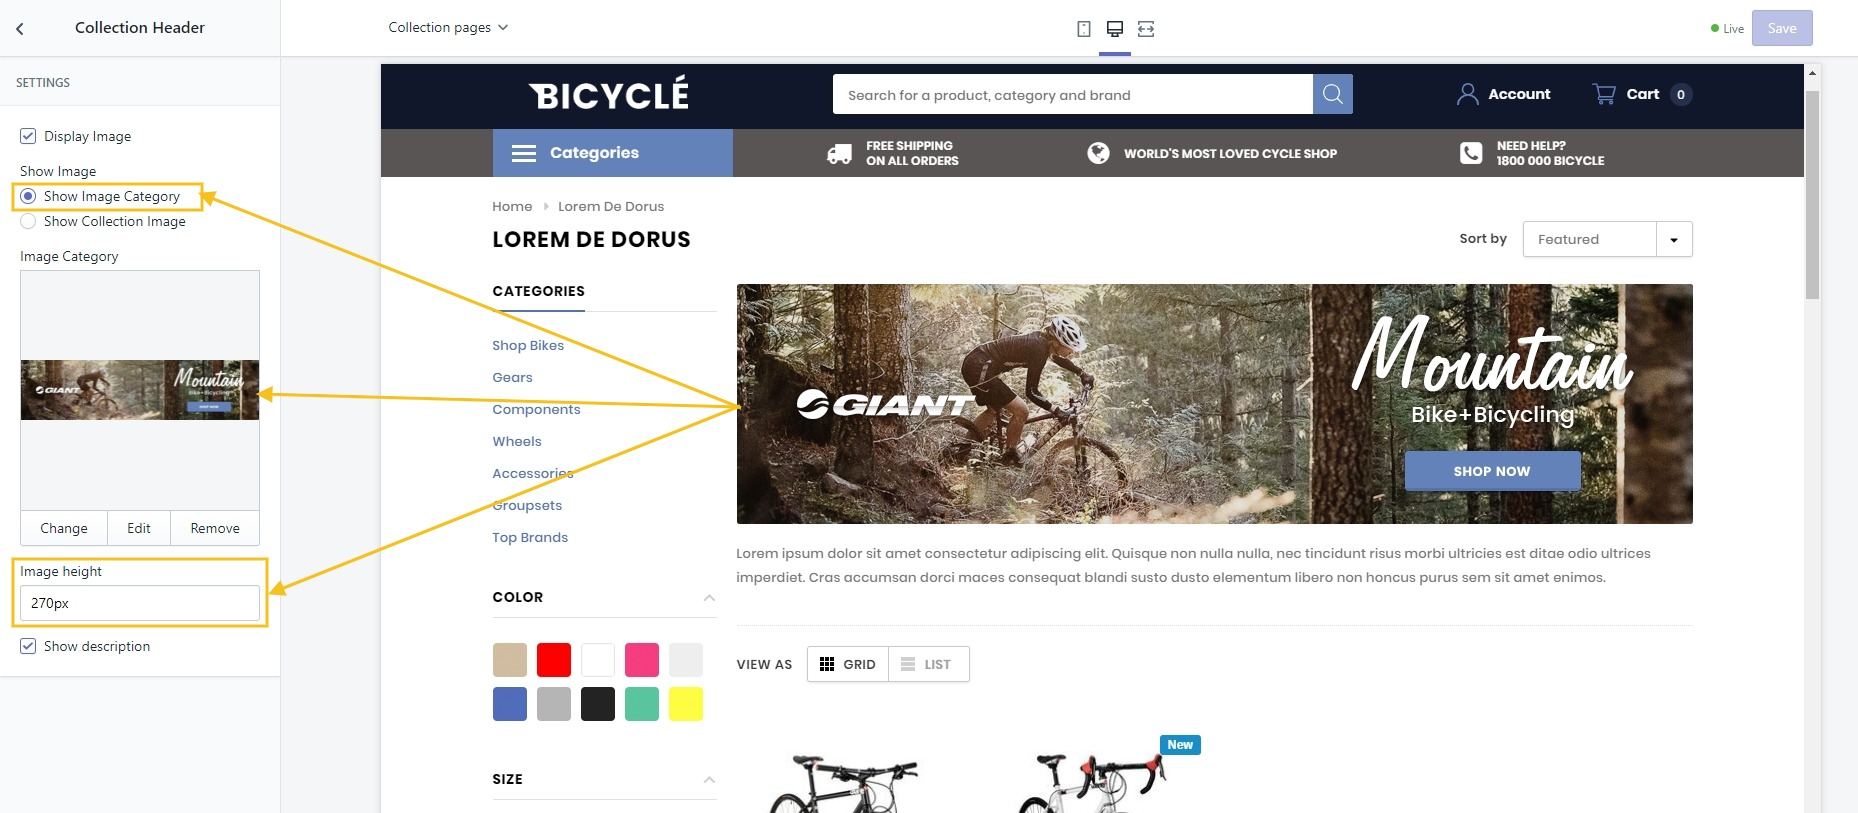 Collection Header
Collection pages
Live
Save
SETTINGS
Display Image
Show Image
Show Image Category
Show Collection Image
Image Category
GIANT
Mountain
Bike+Bicycling
SHOP NOW
Change
Edit
Remove
Image height
270px
Show description
BICYCLÉ
Search for a product, category and brand
Account
Cart 0
Categories
FREE SHIPPING
ON ALL ORDERS
WORLD'S MOST LOVED CYCLE SHOP
NEED HELP?
1800 000 BICYCLE
Home Lorem De Dorus
LOREM DE DORUS
Sort by Featured
CATEGORIES
Shop Bikes
Gears
Components
Wheels
Accessories
Groupsets
Top Brands
COLOR
SIZE
GIANT
Mountain
Bike+Bicycling
SHOP NOW
Lorem ipsum dolor sit amet consectetur adipiscing elit. Quisque non nulla nulla, nec tincidunt risus morbi ultricies est ditae odio ultrices
imperdiet. Cras accumsan dorci maces consequat blandi susto dusto elementum libero non honcus purus sem sit amet enimos.
VIEW AS GRID LIST
New